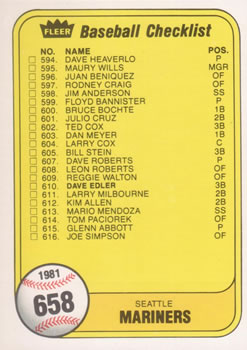 FLEER Baseball Checklist
NO. NAME POS.
594. DAVE HEAVERLO P
595. MAURY WILLS MGR
596. JUAN BENIQUEZ OF
597. RODNEY CRAIG OF
598. JIM ANDERSON SS
599. FLOYD BANNISTER P
600. BRUCE BOCHTE 1B
601. JULIO CRUZ 2B
602. TED COX 3B
603. DAN MEYER 1B
604. LARRY COX C
605. BILL STEIN 3B
607. DAVE ROBERTS P
608. LEON ROBERTS OF
609. REGGIE WALTON OF
610. DAVE EDLER 3B
611. LARRY MILBOURNE 2B
612. KIM ALLEN 2B
613. MARIO MENDOZA SS
614. TOM PACIOREK OF
615. GLENN ABBOTT P
616. JOE SIMPSON OF
1981
658
SEATTLE
MARINERS